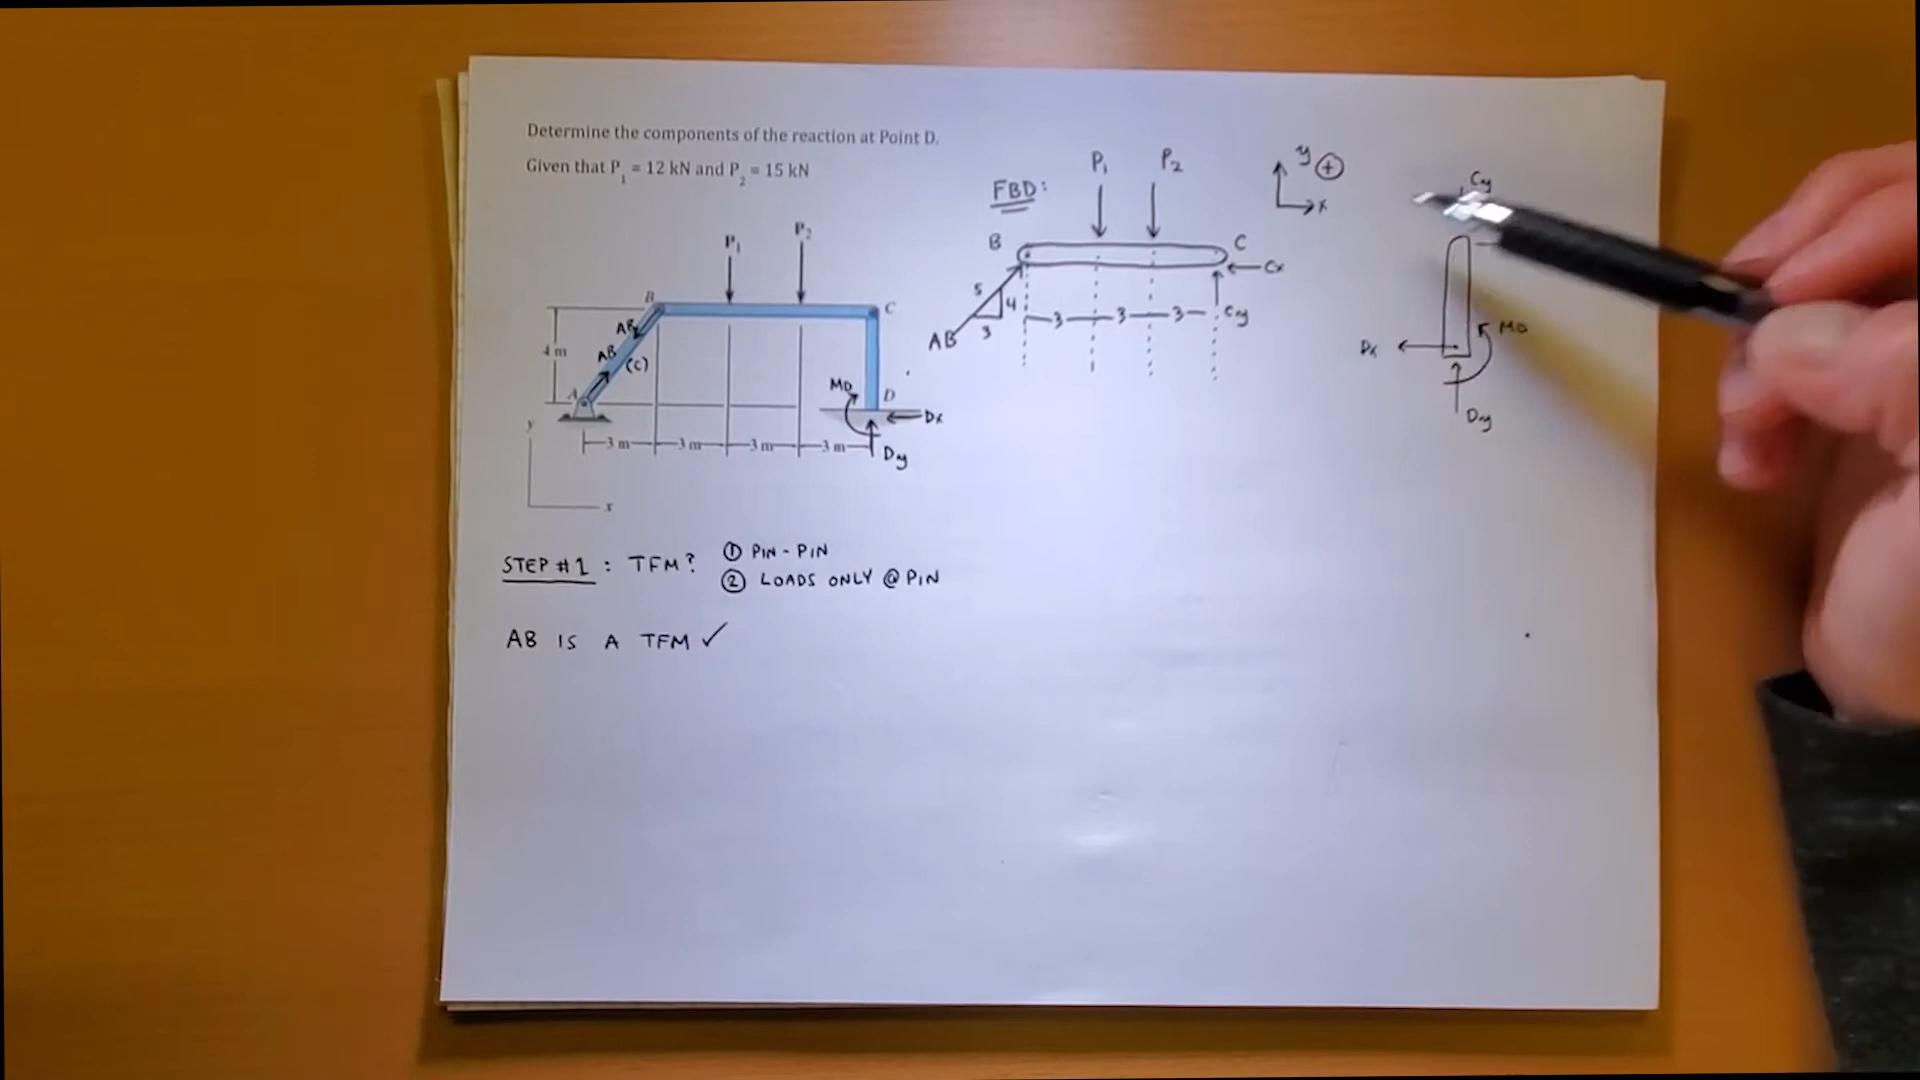 Determine the components of the reaction at Point D.
Given that P₁ = 12 kN and P₂ = 15 kN
P₁
P₂
B
C
AB
AB
(C)
4 m
A
MD
D
Dx
Dy
3 m
3 m
3 m
3 m
y
x
FBD:
P₁
P₂
y
+
x
B
C
Cx
5
4
3
AB
3
3
3
Cy
Cy
MD
Dx
Dy
STEP #1 : TFM? ① PIN - PIN
② LOADS ONLY @ PIN
AB IS A TFM ✓